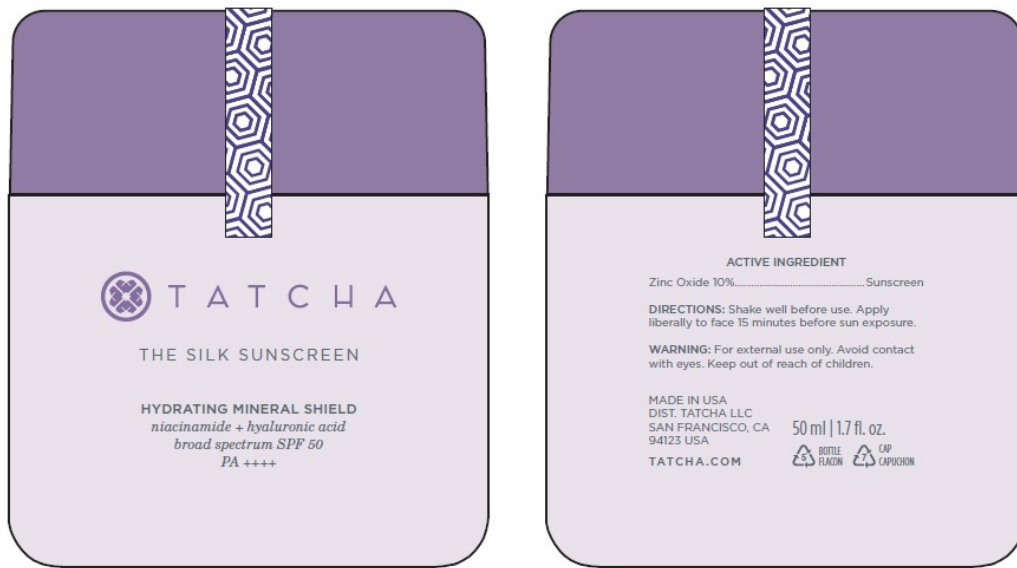 TATCHA
THE SILK SUNSCREEN
HYDRATING MINERAL SHIELD
niacinamide + hyaluronic acid
broad spectrum SPF 50
PA ++++
ACTIVE INGREDIENT
Zinc Oxide 10%..................................................Sunscreen
DIRECTIONS: Shake well before use. Apply
liberally to face 15 minutes before sun exposure.
WARNING: For external use only. Avoid contact
with eyes. Keep out of reach of children.
MADE IN USA
DIST. TATCHA LLC
SAN FRANCISCO, CA
94123 USA
TATCHA.COM
50 ml | 1.7 fl. oz.
5 BOTTLE
FLACON
7 CAP
CAPUCHON